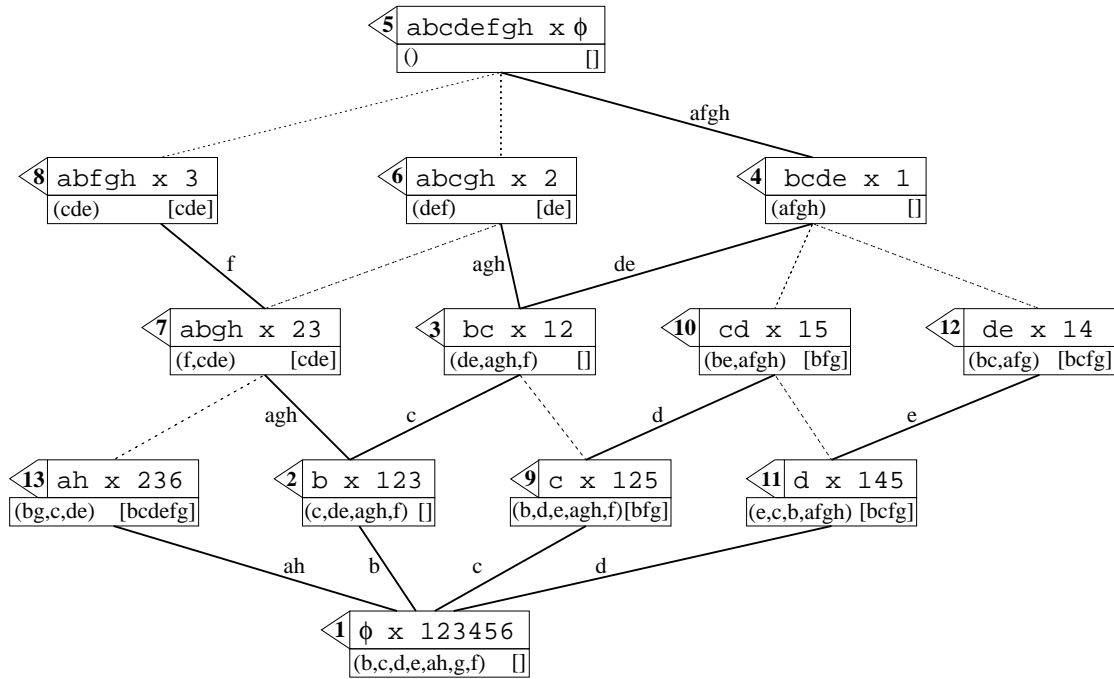 5 abcdefgh x ϕ
() []
afgh
8 abfgh x 3
(cde) [cde]
6 abcgh x 2
(def) [de]
4 bcde x 1
(afgh) []
f
agh
de
7 abgh x 23
(f,cde) [cde]
3 bc x 12
(de,agh,f) []
10 cd x 15
(be,afgh) [bfg]
12 de x 14
(bc,afg) [bcfg]
agh
c
d
e
13 ah x 236
(bg,c,de) [bcdefg]
2 b x 123
(c,de,agh,f) []
9 c x 125
(b,d,e,agh,f)[bfg]
11 d x 145
(e,c,b,afgh) [bcfg]
ah
b
c
d
1 ϕ x 123456
(b,c,d,e,ah,g,f) []